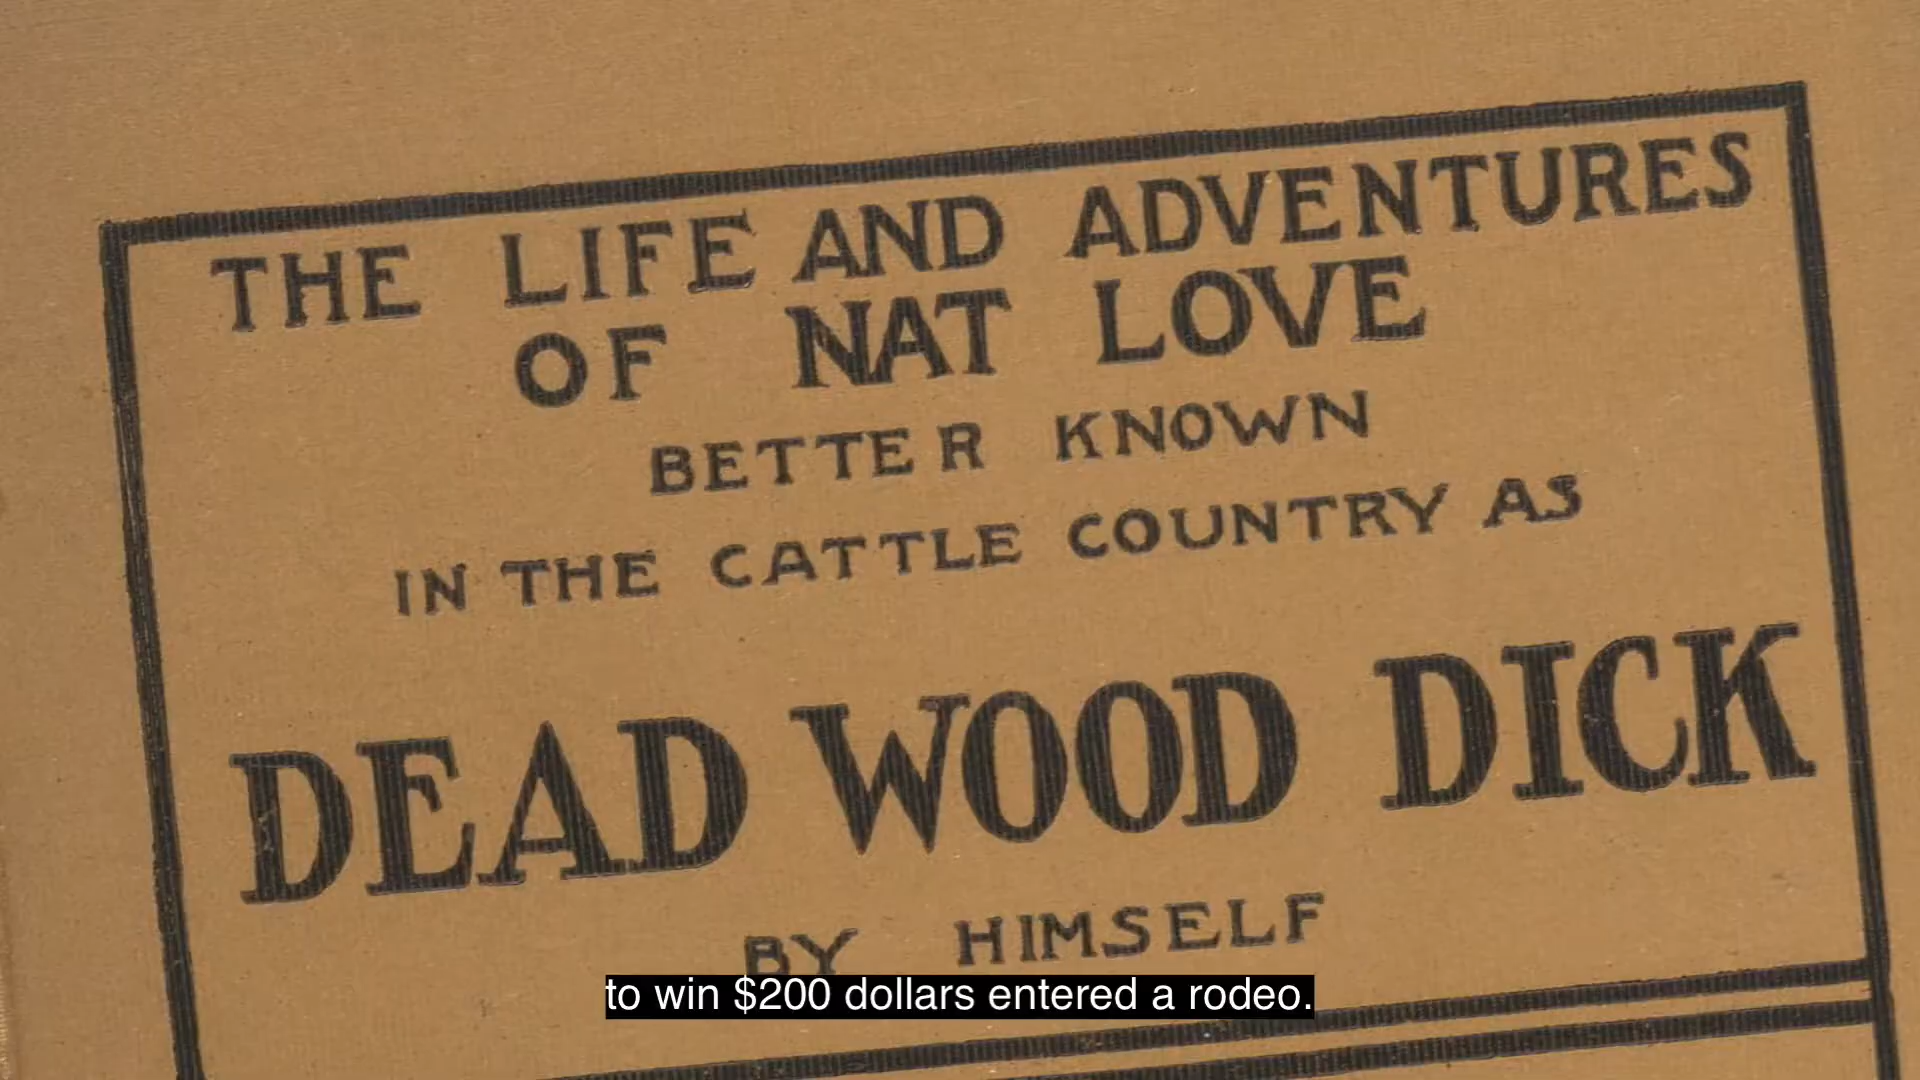 THE LIFE AND ADVENTURES
OF NAT LOVE
BETTER KNOWN
IN THE CATTLE COUNTRY AS
DEAD WOOD DICK
BY HIMSELF
to win $200 dollars entered a rodeo.